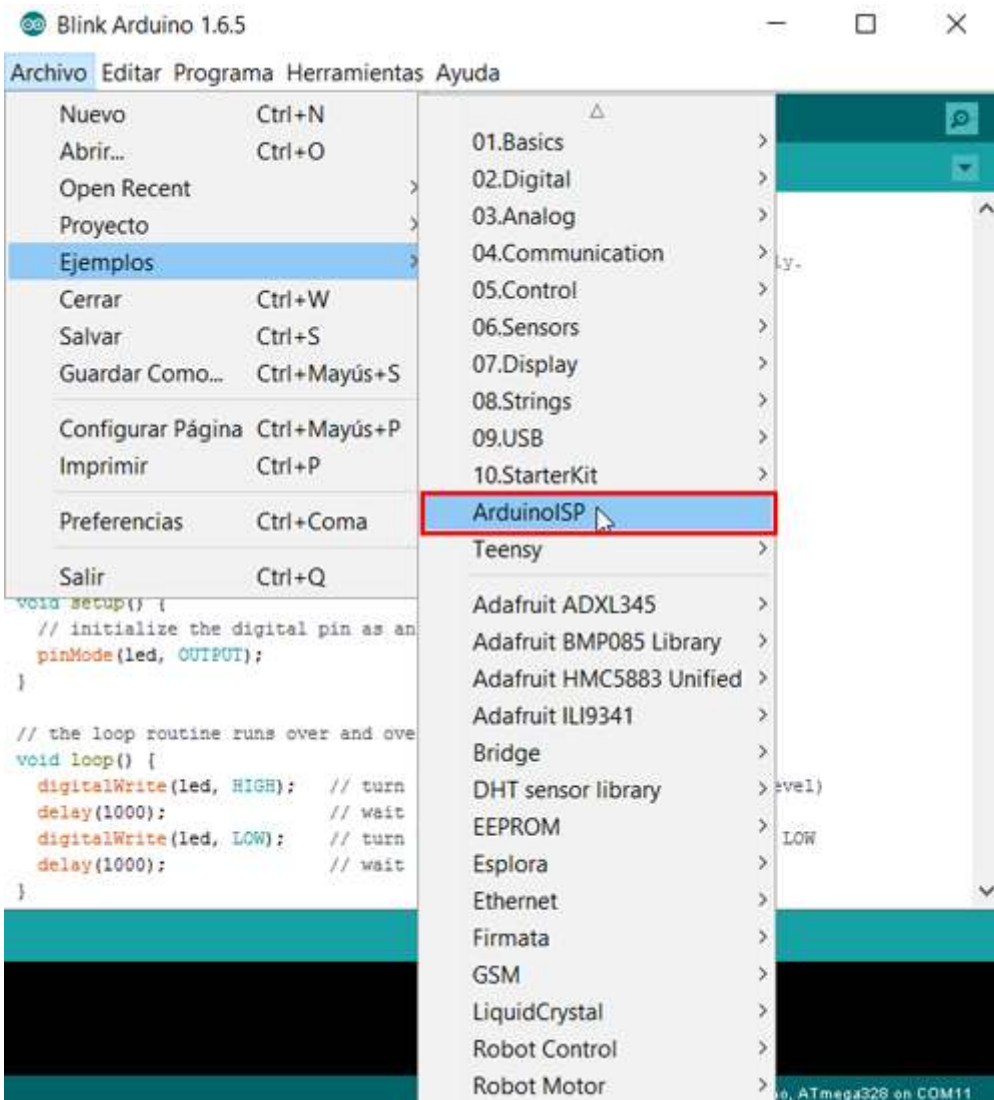 Blink Arduino 1.6.5
Archivo Editar Programa Herramientas Ayuda
Nuevo Ctrl+N
Abrir... Ctrl+O
Open Recent
Proyecto
Ejemplos
Cerrar Ctrl+W
Salvar Ctrl+S
Guardar Como... Ctrl+Mayús+S
Configurar Página Ctrl+Mayús+P
Imprimir Ctrl+P
Preferencias Ctrl+Coma
Salir Ctrl+Q
01.Basics
02.Digital
03.Analog
04.Communication
05.Control
06.Sensors
07.Display
08.Strings
09.USB
10.StarterKit
ArduinoISP
Teensy
Adafruit ADXL345
Adafruit BMP085 Library
Adafruit HMC5883 Unified
Adafruit ILI9341
Bridge
DHT sensor library
EEPROM
Esplora
Ethernet
Firmata
GSM
LiquidCrystal
Robot Control
Robot Motor
ly.
void setup() {
// initialize the digital pin as an
pinMode(led, OUTPUT);
}
// the loop routine runs over and ove
void loop() {
digitalWrite(led, HIGH); // turn evel)
delay(1000); // wait
digitalWrite(led, LOW); // turn LOW
delay(1000); // wait
}
ATmega328 on COM11